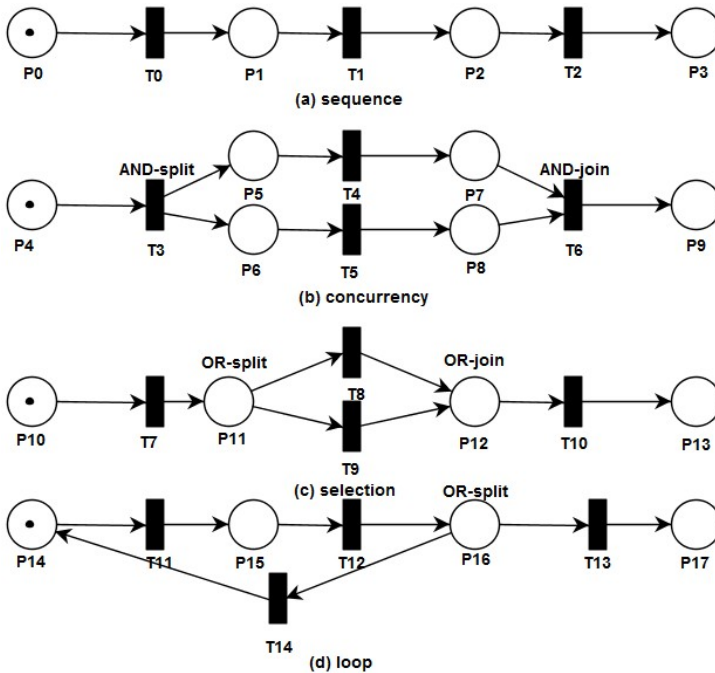 P0 T0 P1 T1 P2 T2 P3
(a) sequence
AND-split AND-join
P5 T4 P7
P4 T3 P6 T5 P8 T6 P9
(b) concurrency
OR-split T8 OR-join
P10 T7 P11 P12 T10 P13
T9
(c) selection OR-split
P14 T11 P15 T12 P16 T13 P17
T14
(d) loop